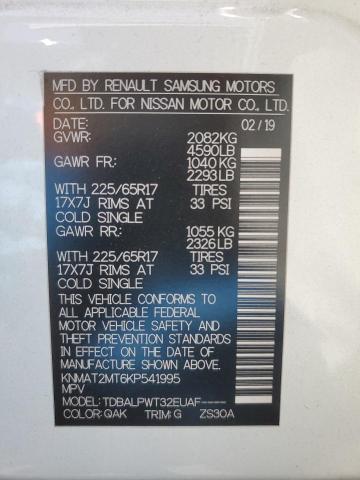 MFD BY RENAULT SAMSUNG MOTORS
CO., LTD. FOR NISSAN MOTOR CO., LTD.
DATE: 02/19
GVWR: 2082KG
4590LB
GAWR FR: 1040KG
2293LB
WITH 225/65R17 TIRES
17X7J RIMS AT 33 PSI
COLD SINGLE
GAWR RR: 1055 KG
2326LB
WITH 225/65R17 TIRES
17X7J RIMS AT 33 PSI
COLD SINGLE
THIS VEHICLE CONFORMS TO
ALL APPLICABLE FEDERAL
MOTOR VEHICLE SAFETY AND
THEFT PREVENTION STANDARDS
IN EFFECT ON THE DATE OF
MANUFACTURE SHOWN ABOVE.
KNMAT2MT6KP541995
MPV
MODEL: TDBALPWT32EUAF-----
COLOR: QAK TRIM: G ZS30A